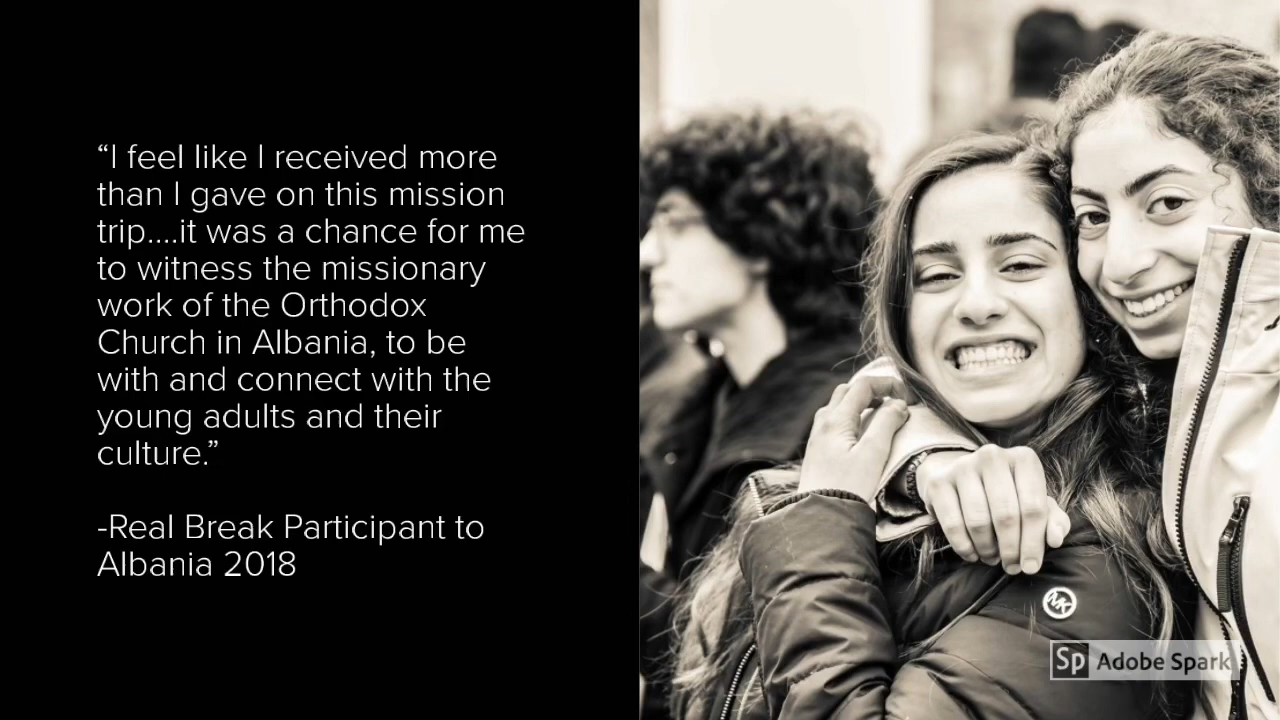 “I feel like I received more
than I gave on this mission
trip....it was a chance for me
to witness the missionary
work of the Orthodox
Church in Albania, to be
with and connect with the
young adults and their
culture.”
-Real Break Participant to
Albania 2018
MK
Sp Adobe Spark